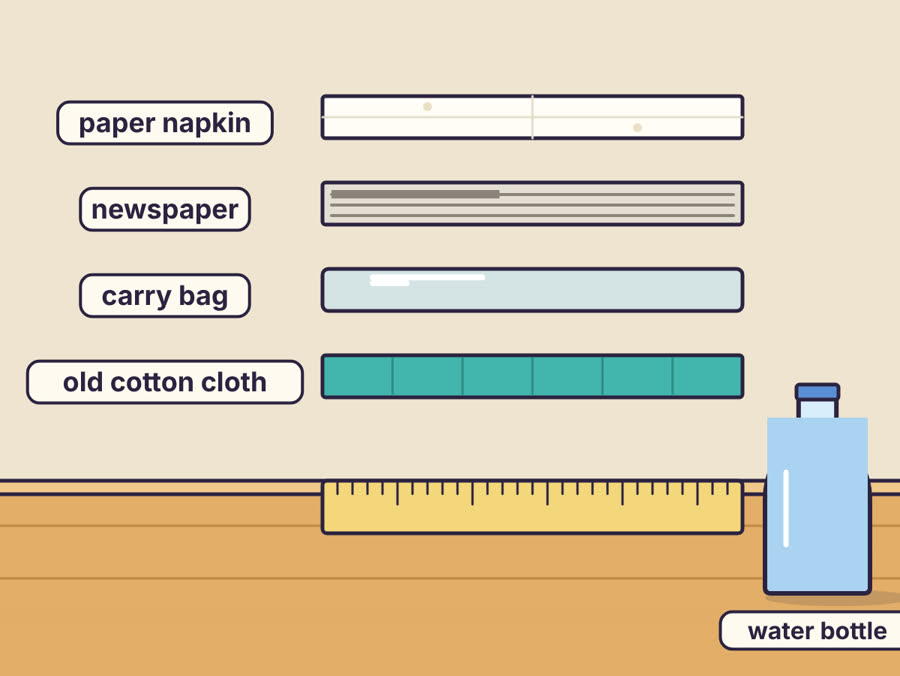 paper napkin
newspaper
carry bag
old cotton cloth
water bottle